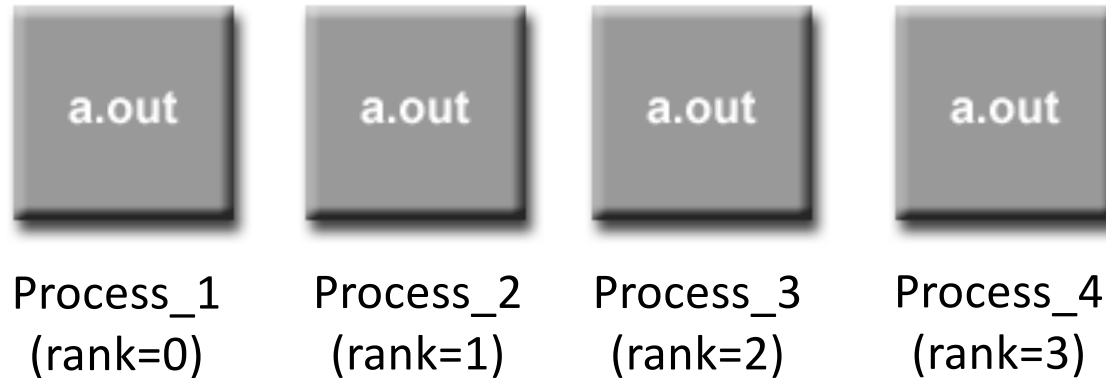 a.out a.out a.out a.out
Process_1 Process_2 Process_3 Process_4
(rank=0) (rank=1) (rank=2) (rank=3)